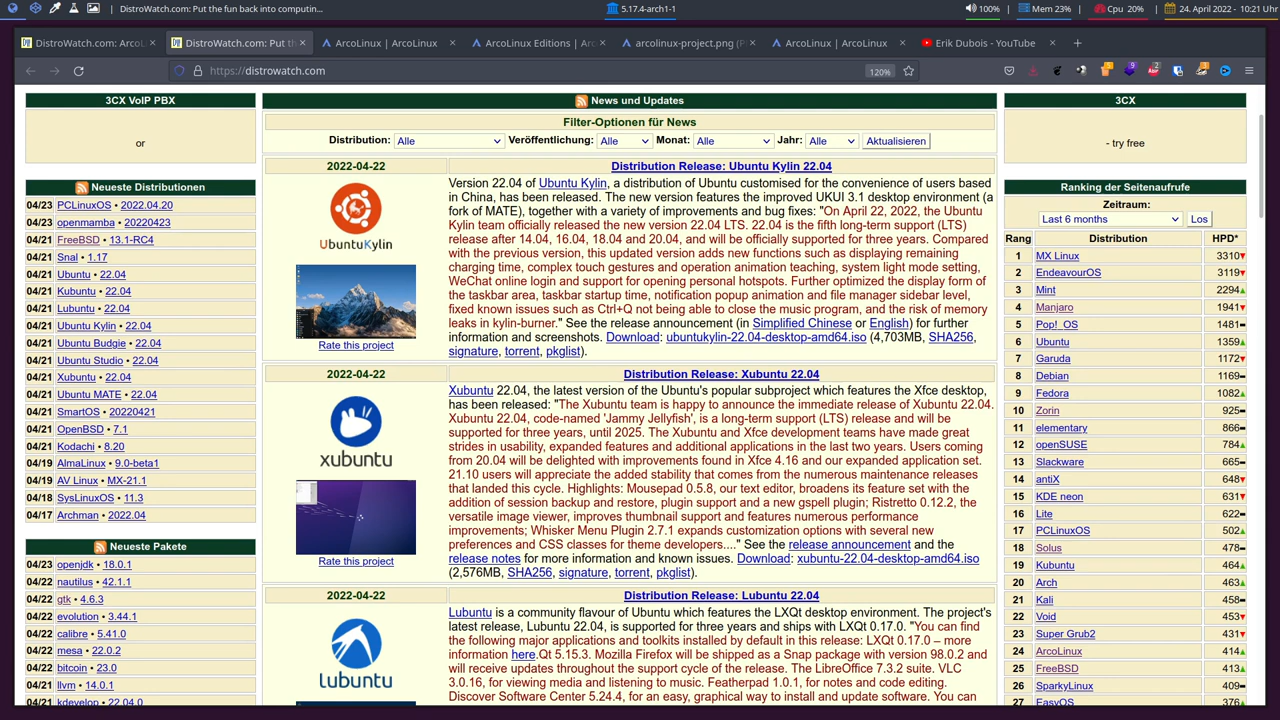 DistroWatch.com: Put the fun back into computin...
5.17.4-arch1-1
100%
Mem 23%
Cpu 20%
24. April 2022 - 10:21 Uhr
DistroWatch.com: ArcoL
DistroWatch.com: Put th
ArcoLinux | ArcoLinux
ArcoLinux Editions | Arc
arcolinux-project.png (P
ArcoLinux | ArcoLinux
Erik Dubois - YouTube
https://distrowatch.com
120%
3CX VoIP PBX
or
Neueste Distributionen
04/23 PCLinuxOS • 2022.04.20
04/23 openmamba • 20220423
04/21 FreeBSD • 13.1-RC4
04/21 Snal • 1.17
04/21 Ubuntu • 22.04
04/21 Kubuntu • 22.04
04/21 Lubuntu • 22.04
04/21 Ubuntu Kylin • 22.04
04/21 Ubuntu Budgie • 22.04
04/21 Ubuntu Studio • 22.04
04/21 Xubuntu • 22.04
04/21 Ubuntu MATE • 22.04
04/21 SmartOS • 20220421
04/21 OpenBSD • 7.1
04/21 Kodachi • 8.20
04/19 AlmaLinux • 9.0-beta1
04/19 AV Linux • MX-21.1
04/18 SysLinuxOS • 11.3
04/17 Archman • 2022.04
Neueste Pakete
04/23 openjdk • 18.0.1
04/22 nautilus • 42.1.1
04/22 gtk • 4.6.3
04/22 evolution • 3.44.1
04/22 calibre • 5.41.0
04/22 mesa • 22.0.2
04/22 bitcoin • 23.0
04/21 llvm • 14.0.1
04/21 kdevelop • 22.04.0
News und Updates
Filter-Optionen für News
Distribution: Alle Veröffentlichung: Alle Monat: Alle Jahr: Alle Aktualisieren
2022-04-22
Distribution Release: Ubuntu Kylin 22.04
UbuntuKylin
Rate this project
Version 22.04 of Ubuntu Kylin, a distribution of Ubuntu customised for the convenience of users based
in China, has been released. The new version features the improved UKUI 3.1 desktop environment (a
fork of MATE), together with a variety of improvements and bug fixes: "On April 22, 2022, the Ubuntu
Kylin team officially released the new version 22.04 LTS. 22.04 is the fifth long-term support (LTS)
release after 14.04, 16.04, 18.04 and 20.04, and will be officially supported for three years. Compared
with the previous version, this updated version adds new functions such as displaying remaining
charging time, complex touch gestures and operation animation teaching, system light mode setting,
WeChat online login and support for opening personal hotspots. Further optimized the display form of
the taskbar area, taskbar startup time, notification popup animation and file manager sidebar level,
fixed known issues such as Ctrl+Q not being able to close the music program, and the risk of memory
leaks in kylin-burner." See the release announcement (in Simplified Chinese or English) for further
information and screenshots. Download: ubuntukylin-22.04-desktop-amd64.iso (4,703MB, SHA256,
signature, torrent, pkglist).
2022-04-22
Distribution Release: Xubuntu 22.04
xubuntu
Rate this project
Xubuntu 22.04, the latest version of the Ubuntu's popular subproject which features the Xfce desktop,
has been released: "The Xubuntu team is happy to announce the immediate release of Xubuntu 22.04.
Xubuntu 22.04, code-named 'Jammy Jellyfish', is a long-term support (LTS) release and will be
supported for three years, until 2025. The Xubuntu and Xfce development teams have made great
strides in usability, expanded features and additional applications in the last two years. Users coming
from 20.04 will be delighted with improvements found in Xfce 4.16 and our expanded application set.
21.10 users will appreciate the added stability that comes from the numerous maintenance releases
that landed this cycle. Highlights: Mousepad 0.5.8, our text editor, broadens its feature set with the
addition of session backup and restore, plugin support and a new gspell plugin; Ristretto 0.12.2, the
versatile image viewer, improves thumbnail support and features numerous performance
improvements; Whisker Menu Plugin 2.7.1 expands customization options with several new
preferences and CSS classes for theme developers...." See the release announcement and the
release notes for more information and known issues. Download: xubuntu-22.04-desktop-amd64.iso
(2,576MB, SHA256, signature, torrent, pkglist).
2022-04-22
Distribution Release: Lubuntu 22.04
Lubuntu
Lubuntu is a community flavour of Ubuntu which features the LXQt desktop environment. The project's
latest release, Lubuntu 22.04, is supported for three years and ships with LXQt 0.17.0. "You can find
the following major applications and toolkits installed by default in this release: LXQt 0.17.0 – more
information here.Qt 5.15.3. Mozilla Firefox will be shipped as a Snap package with version 98.0.2 and
will receive updates throughout the support cycle of the release. The LibreOffice 7.3.2 suite. VLC
3.0.16, for viewing media and listening to music. Featherpad 1.0.1, for notes and code editing.
Discover Software Center 5.24.4, for an easy, graphical way to install and update software. You can
3CX
- try free
Ranking der Seitenaufrufe
Zeitraum:
Last 6 months Los
Rang Distribution HPD*
1 MX Linux 3310
2 EndeavourOS 3119
3 Mint 2294
4 Manjaro 1941
5 Pop!_OS 1481
6 Ubuntu 1359
7 Garuda 1172
8 Debian 1169
9 Fedora 1082
10 Zorin 925
11 elementary 866
12 openSUSE 784
13 Slackware 665
14 antiX 648
15 KDE neon 631
16 Lite 622
17 PCLinuxOS 502
18 Solus 478
19 Kubuntu 464
20 Arch 463
21 Kali 458
22 Void 453
23 Super Grub2 431
24 ArcoLinux 414
25 FreeBSD 413
26 SparkyLinux 409
27 EasyOS 376